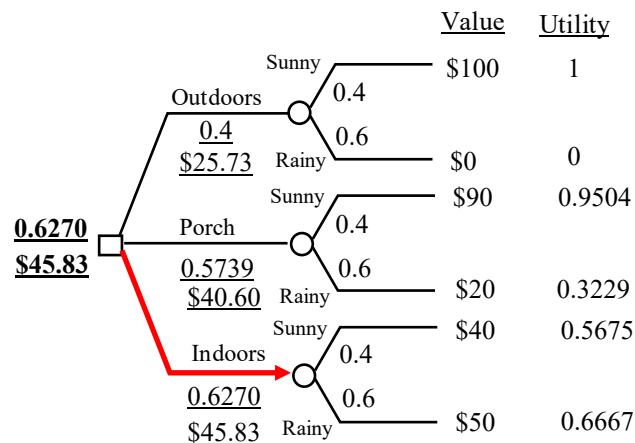 Value Utility
Sunny $100 1
0.4
Outdoors
0.4
0.6
$25.73 Rainy $0 0
Sunny $90 0.9504
0.4
0.6270 Porch
$45.83 0.5739
0.6
$40.60 Rainy $20 0.3229
Sunny $40 0.5675
Indoors 0.4
0.6270 0.6
$45.83 Rainy $50 0.6667